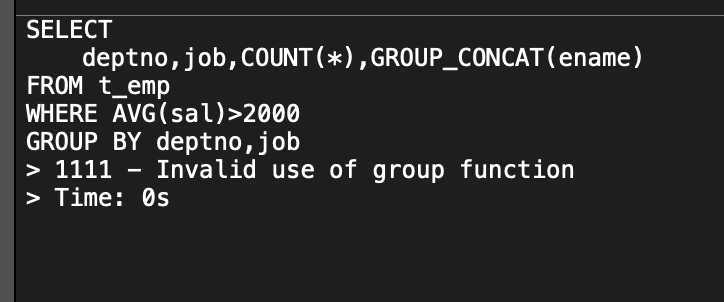 SELECT
deptno,job,COUNT(*),GROUP_CONCAT(ename)
FROM t_emp
WHERE AVG(sal)>2000
GROUP BY deptno,job
> 1111 - Invalid use of group function
> Time: 0s